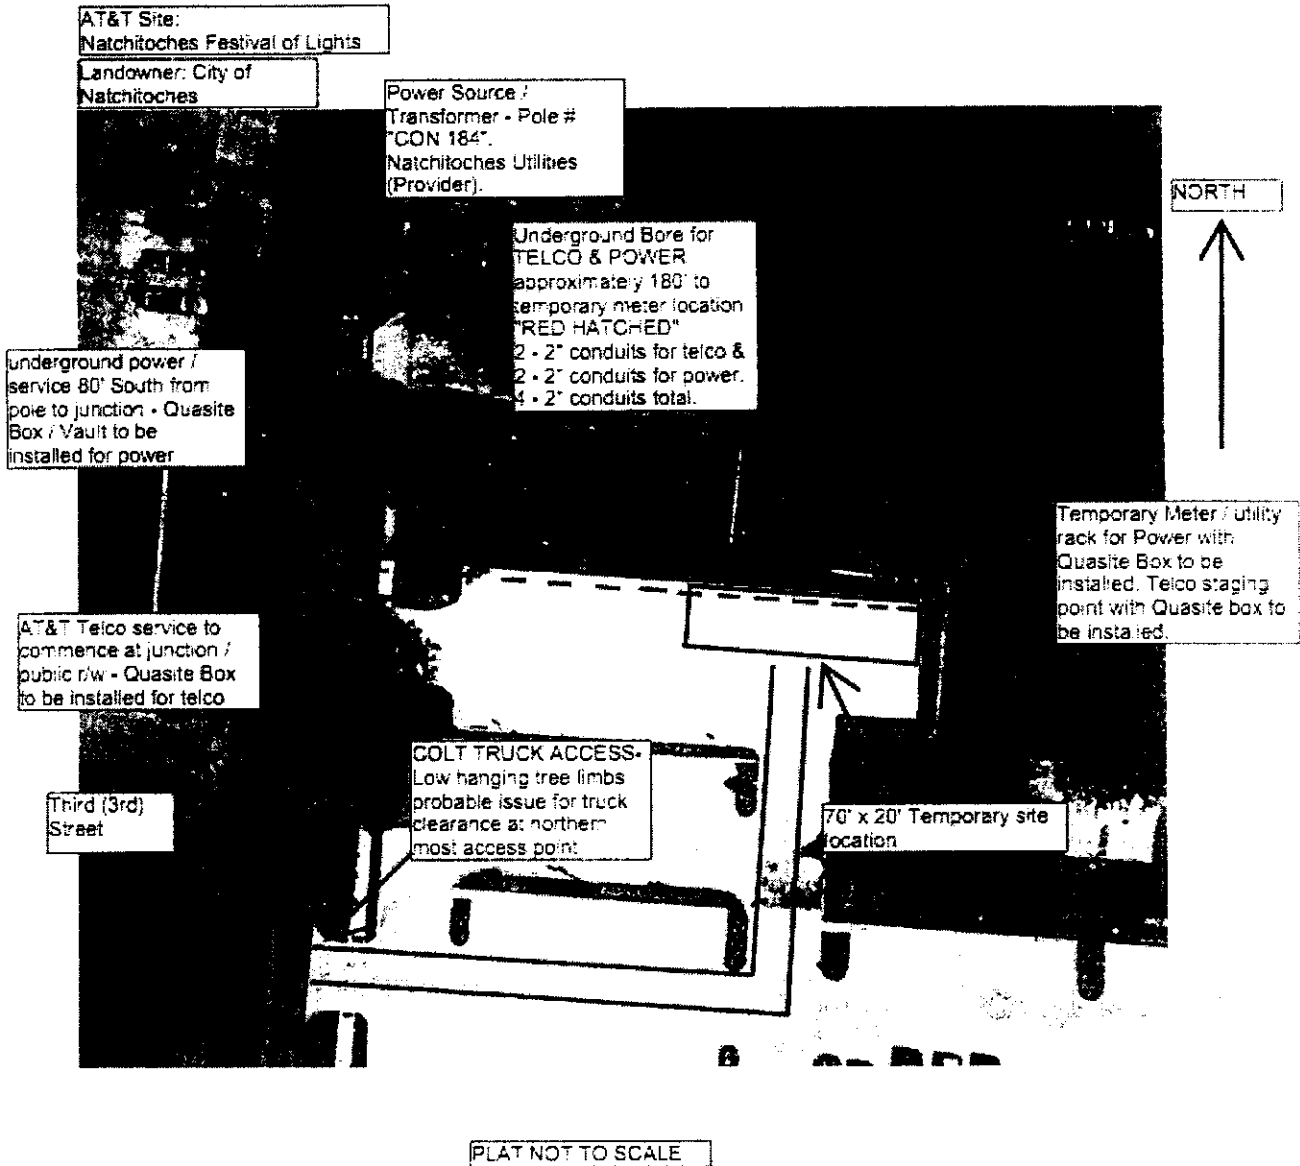 AT&T Site:
Natchitoches Festival of Lights
Landowner: City of
Natchitoches
Power Source /
Transformer - Pole #
"CON 184".
Natchitoches Utilities
(Provider).
NORTH
Underground Bore for
TELCO & POWER
approximately 180' to
temporary meter location
"RED HATCHED"
2 - 2" conduits for telco &
2 - 2" conduits for power.
4 - 2" conduits total.
underground power /
service 80' South from
pole to junction - Quasite
Box / Vault to be
installed for power
Temporary Meter / utility
rack for Power with
Quasite Box to be
installed. Telco staging
point with Quasite box to
be installed.
AT&T Telco service to
commence at junction /
public r/w - Quasite Box
to be installed for telco
COLT TRUCK ACCESS-
Low hanging tree limbs
probable issue for truck
clearance at northern
most access point
Third (3rd)
Street
70' x 20' Temporary site
location
PLAT NOT TO SCALE